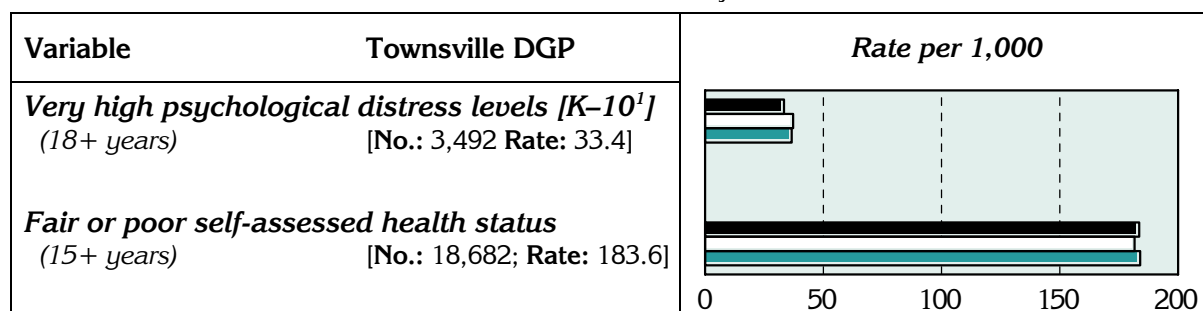 Variable Townsville DGP Rate per 1,000
Very high psychological distress levels [K–10¹]
(18+ years) [No.: 3,492 Rate: 33.4]
Fair or poor self-assessed health status
(15+ years) [No.: 18,682; Rate: 183.6]
0 50 100 150 200